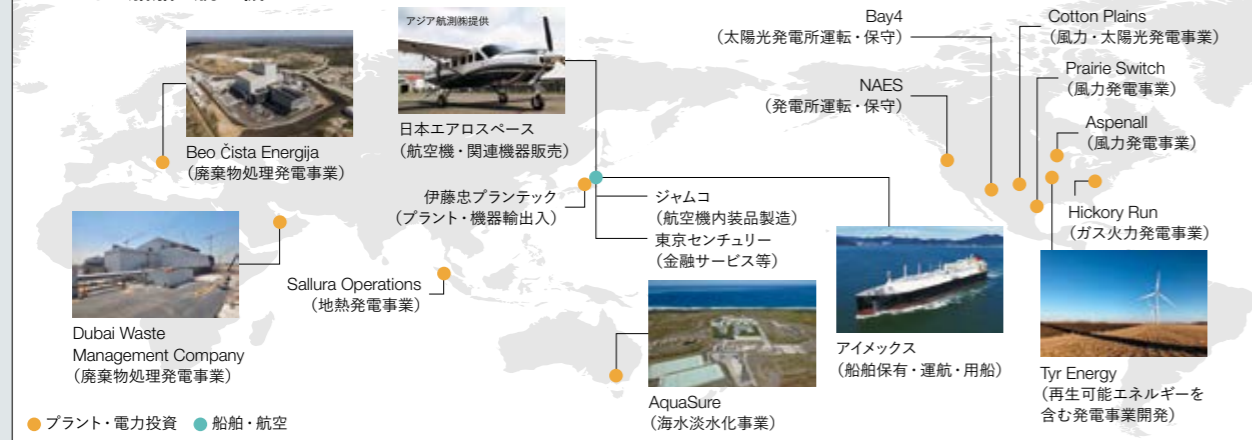 アジア航測㈱提供
Beo Čista Energija
（廃棄物処理発電事業）
日本エアロスペース
（航空機・関連機器販売）
Bay4
（太陽光発電所運転・保守）
NAES
（発電所運転・保守）
Cotton Plains
（風力・太陽光発電事業）
Prairie Switch
（風力発電事業）
Aspenall
（風力発電事業）
Hickory Run
（ガス火力発電事業）
伊藤忠プランテック
（プラント・機器輸出入）
ジャムコ
（航空機内装品製造）
東京センチュリー
（金融サービス等）
Sallura Operations
（地熱発電事業）
Dubai Waste
Management Company
（廃棄物処理発電事業）
AquaSure
（海水淡水化事業）
アイメックス
（船舶保有・運航・用船）
Tyr Energy
（再生可能エネルギーを
含む発電事業開発）
プラント・電力投資
船舶・航空